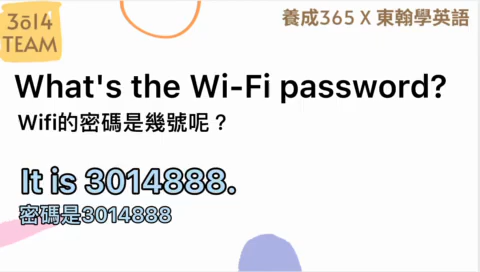 3ō14
TEAM
養成365 X 東翰學英語
What's the Wi-Fi password?
Wifi的密碼是幾號呢？
It is 3014888.
密碼是3014888